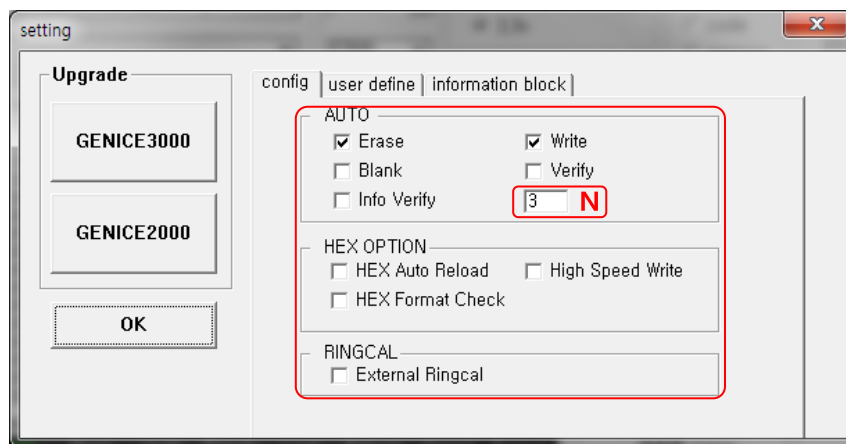 setting
Upgrade
GENICE3000
GENICE2000
OK
config user define information block
AUTO
Erase Write
Blank Verify
Info Verify 3 N
HEX OPTION
HEX Auto Reload High Speed Write
HEX Format Check
RINGCAL
External Ringcal